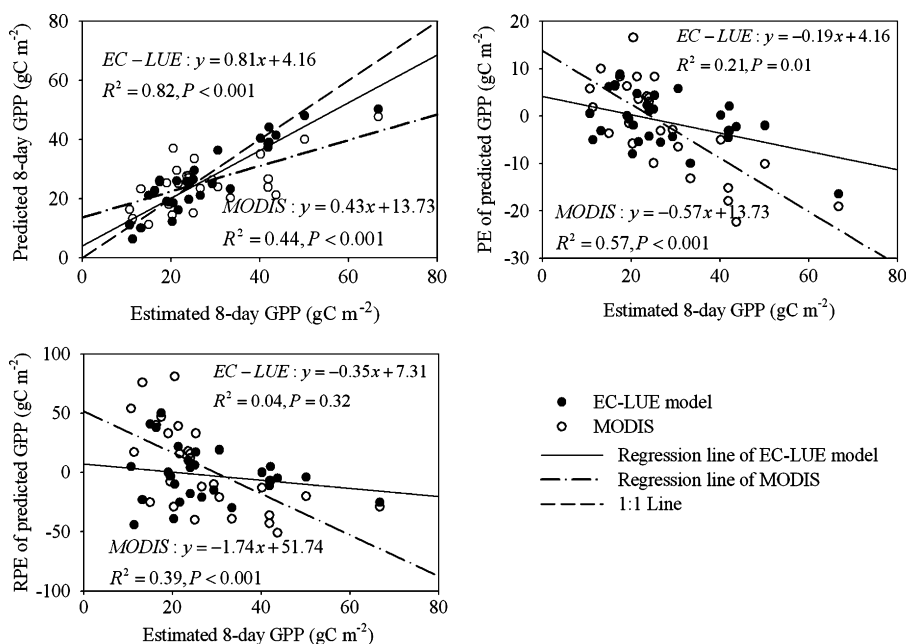 80
60
40
20
0
Predicted 8-day GPP (gC m⁻²)
EC − LUE : y = 0.81x + 4.16
R² = 0.82, P < 0.001
MODIS : y = 0.43x + 13.73
R² = 0.44, P < 0.001
0 20 40 60 80
Estimated 8-day GPP (gC m⁻²)
20
10
0
-10
-20
-30
PE of predicted GPP (gC m⁻²)
EC − LUE : y = −0.19x + 4.16
R² = 0.21, P = 0.01
MODIS : y = −0.57x + 13.73
R² = 0.57, P < 0.001
0 20 40 60 80
Estimated 8-day GPP (gC m⁻²)
100
50
0
-50
-100
RPE of predicted GPP (gC m⁻²)
EC − LUE : y = −0.35x + 7.31
R² = 0.04, P = 0.32
MODIS : y = −1.74x + 51.74
R² = 0.39, P < 0.001
0 20 40 60 80
Estimated 8-day GPP (gC m⁻²)
EC-LUE model
MODIS
Regression line of EC-LUE model
Regression line of MODIS
1:1 Line